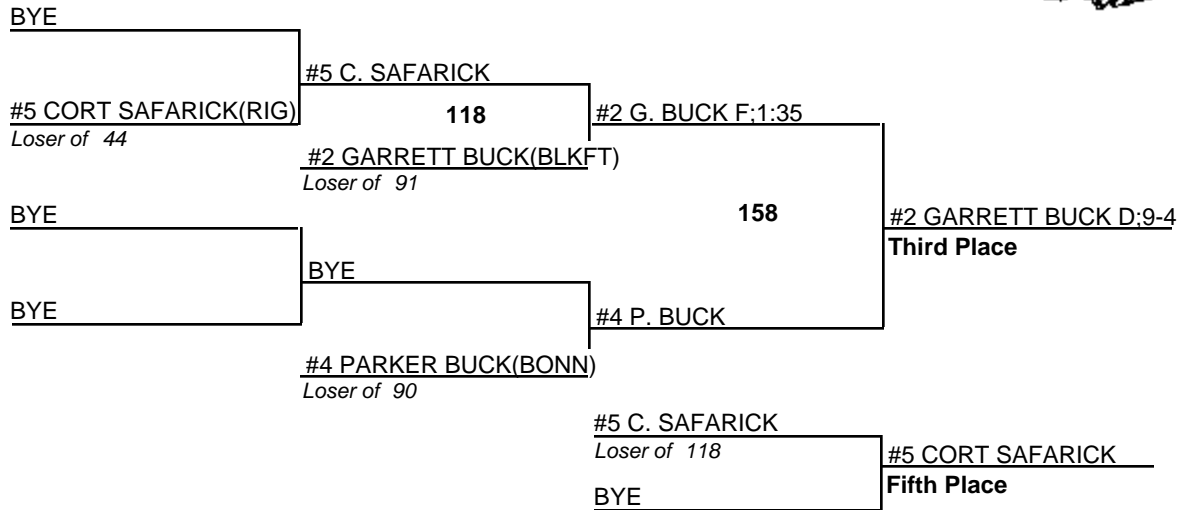 BYE
#5 C. SAFARICK
#5 CORT SAFARICK(RIG)
Loser of 44
118
#2 G. BUCK F;1:35
#2 GARRETT BUCK(BLKFT)
Loser of 91
BYE
158
#2 GARRETT BUCK D;9-4
Third Place
BYE
BYE
#4 P. BUCK
#4 PARKER BUCK(BONN)
Loser of 90
#5 C. SAFARICK
Loser of 118
#5 CORT SAFARICK
Fifth Place
BYE